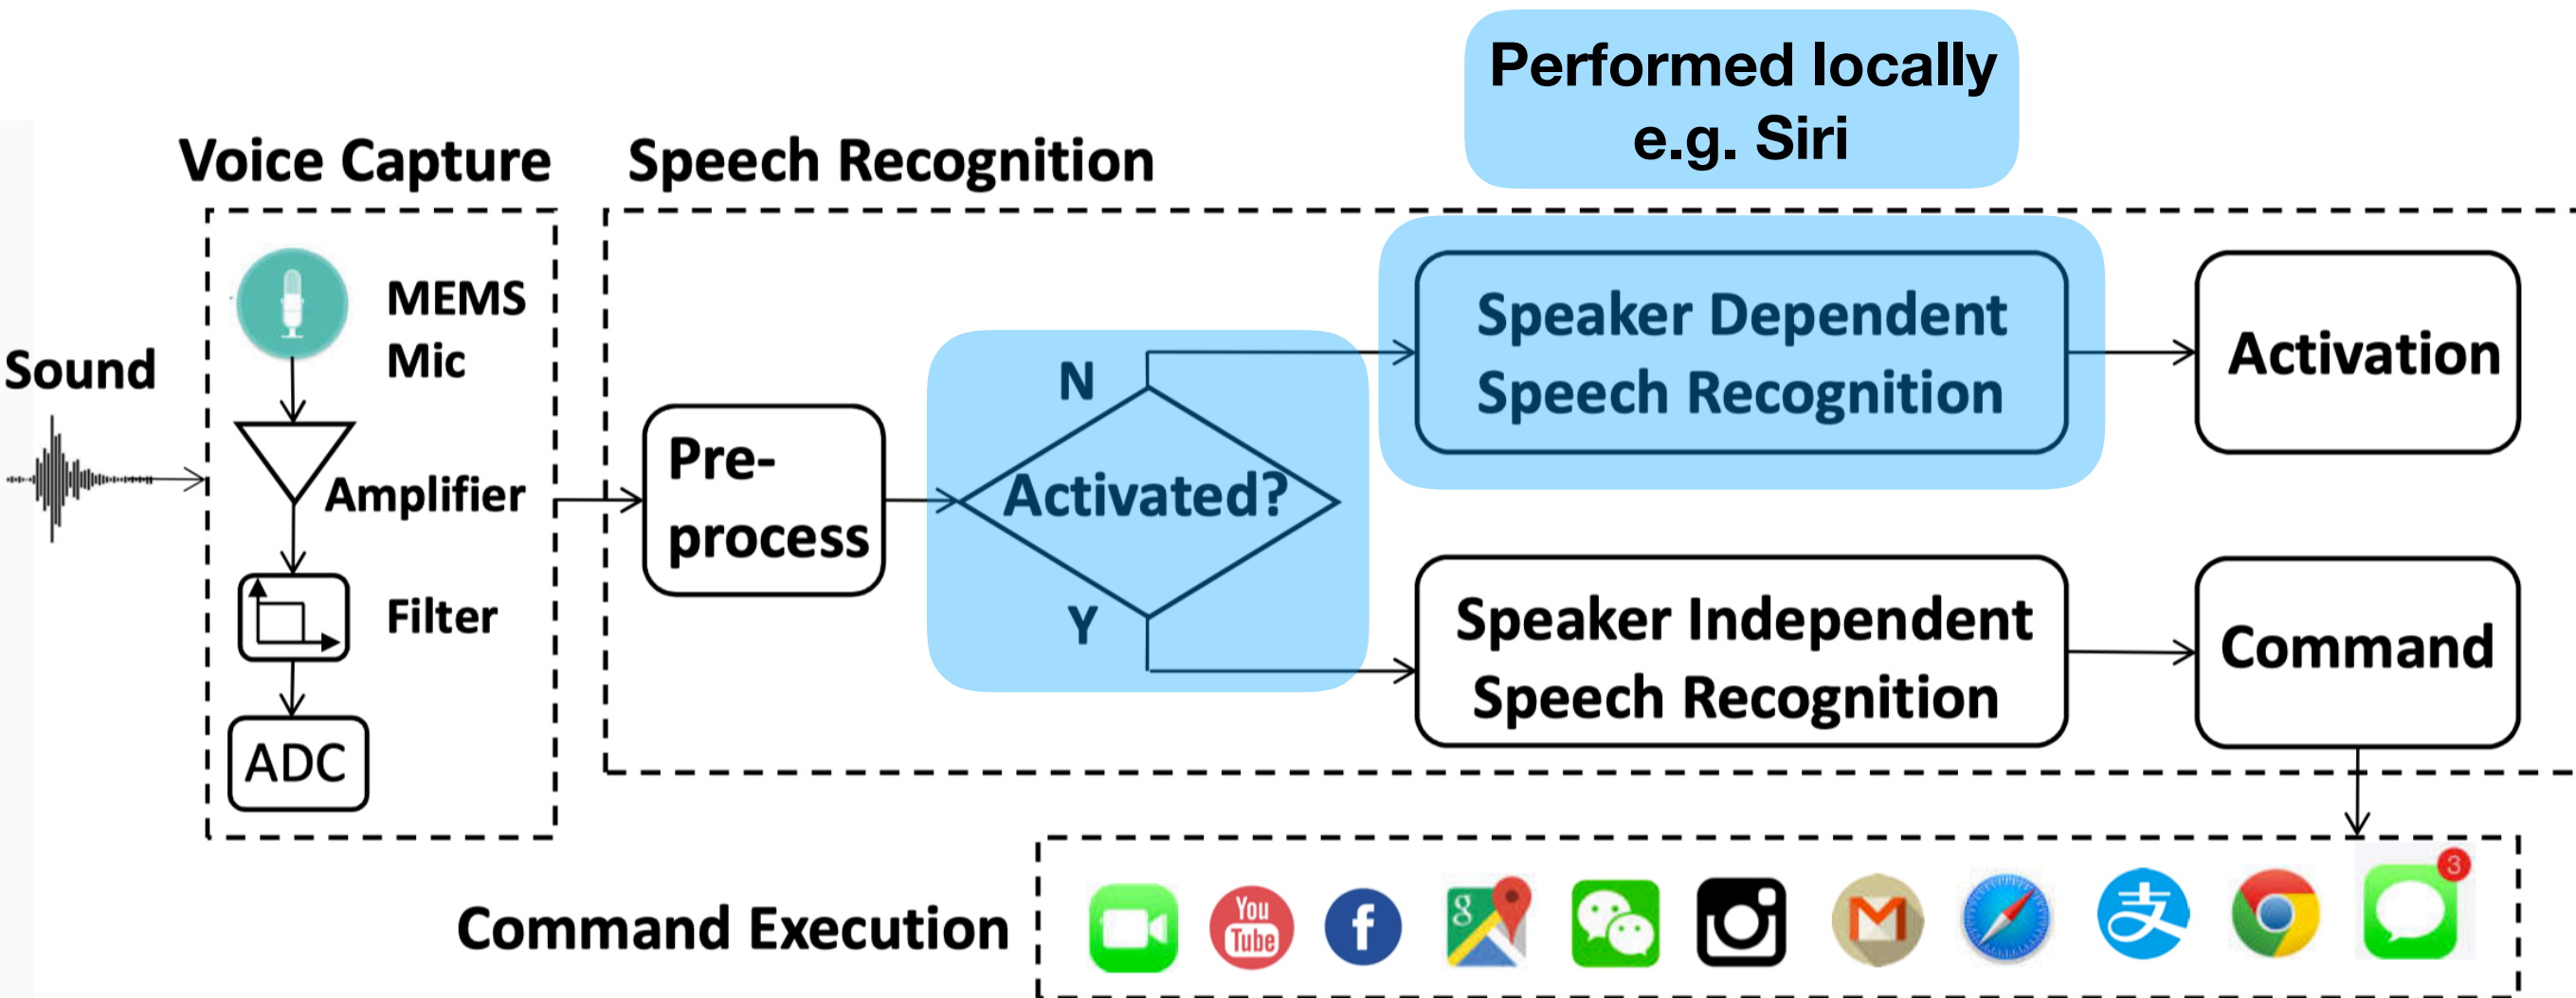 Performed locally
e.g. Siri
Voice Capture
Speech Recognition
Sound
MEMS
Mic
Amplifier
Filter
ADC
Pre-
process
N
Activated?
Y
Speaker Dependent
Speech Recognition
Activation
Speaker Independent
Speech Recognition
Command
Command Execution
You
Tube
f
g
M
支
3